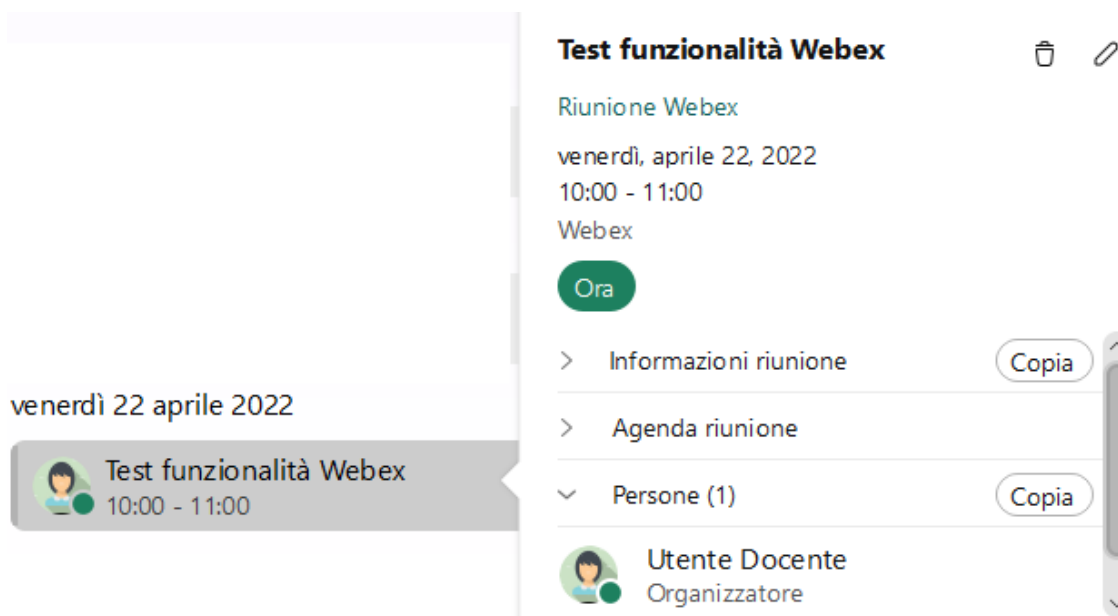 Test funzionalità Webex
Riunione Webex
venerdì, aprile 22, 2022
10:00 - 11:00
Webex
Ora
Informazioni riunione Copia
Agenda riunione
Persone (1) Copia
Utente Docente
Organizzatore
venerdì 22 aprile 2022
Test funzionalità Webex
10:00 - 11:00